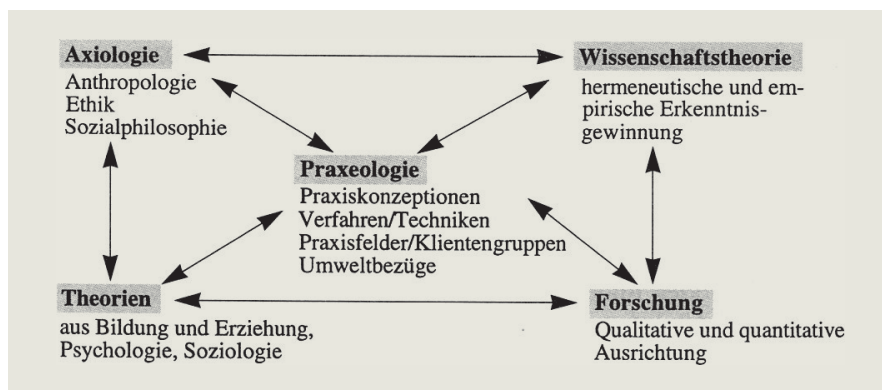 Axiologie
Anthropologie
Ethik
Sozialphilosophie
Wissenschaftstheorie
hermeneutische und em-
pirische Erkenntnis-
gewinnung
Praxeologie
Praxiskonzeptionen
Verfahren/Techniken
Praxisfelder/Klientengruppen
Umweltbezüge
Theorien
aus Bildung und Erziehung,
Psychologie, Soziologie
Forschung
Qualitative und quantitative
Ausrichtung